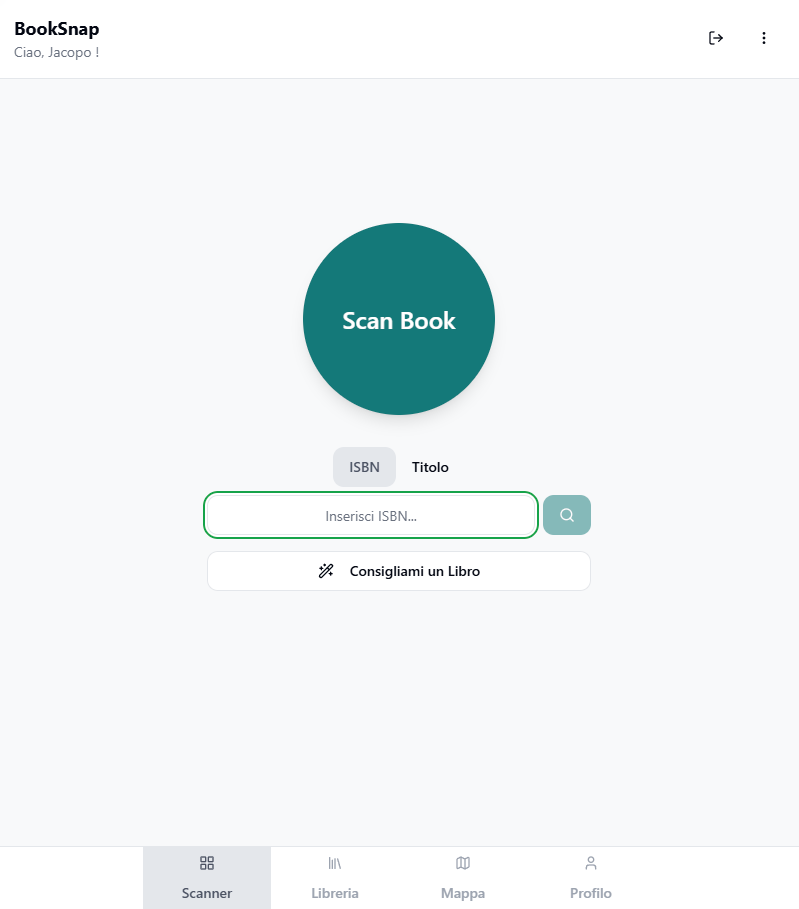 BookSnap
Ciao, Jacopo !
Scan Book
ISBN Titolo
Inserisci ISBN...
Consigliami un Libro
Scanner Libreria Mappa Profilo